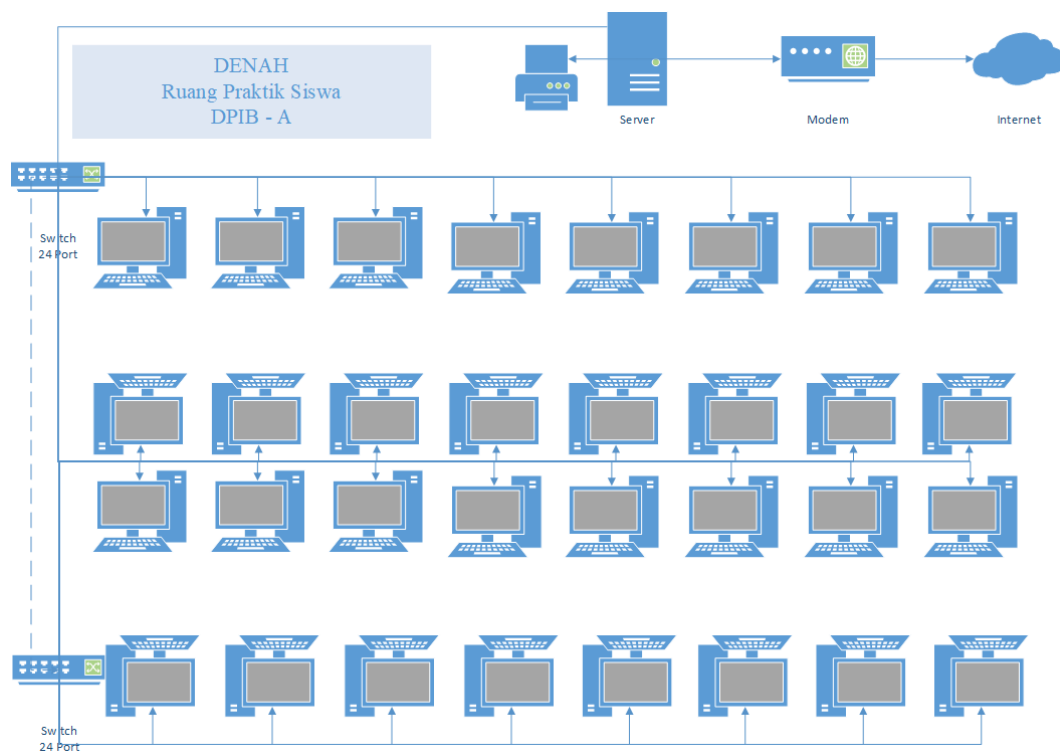 DENAH
Ruang Praktik Siswa
DPIB - A
Server
Modem
Internet
Switch
24 Port
Switch
24 Port